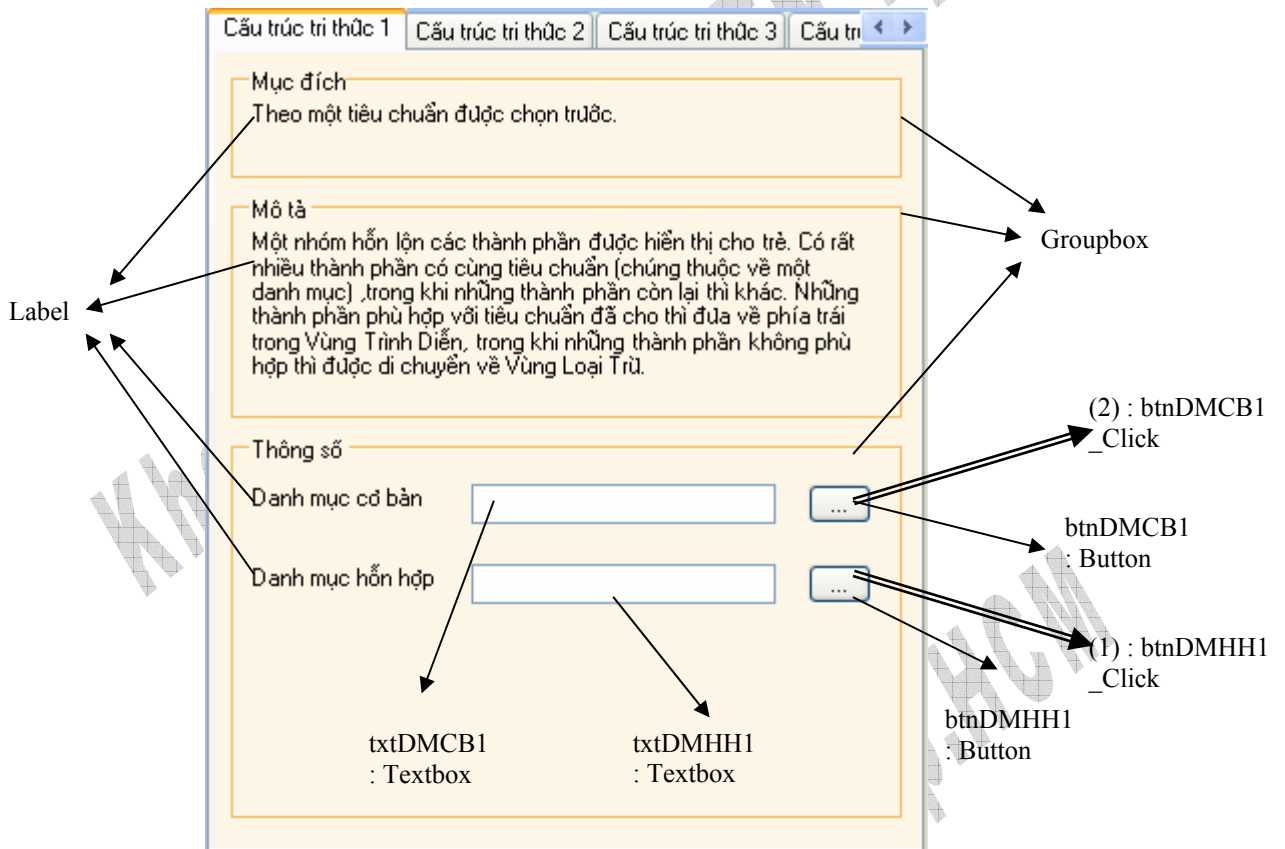 Cấu trúc tri thức 1
Cấu trúc tri thức 2
Cấu trúc tri thức 3
Cấu trú
Mục đích
Theo một tiêu chuẩn được chọn trước.
Mô tả
Một nhóm hỗn lộn các thành phần được hiển thị cho trẻ. Có rất
nhiều thành phần có cùng tiêu chuẩn (chúng thuộc về một
danh mục) ,trong khi những thành phần còn lại thì khác. Những
thành phần phù hợp với tiêu chuẩn đã cho thì đưa về phía trái
trong Vùng Trình Diễn, trong khi những thành phần không phù
hợp thì được di chuyển về Vùng Loại Trừ.
Groupbox
Label
Thông số
Danh mục cơ bản
...
(2) : btnDMCB1
_Click
btnDMCB1
: Button
Danh mục hỗn hợp
...
(1) : btnDMHH1
_Click
btnDMHH1
: Button
txtDMCB1
: Textbox
txtDMHH1
: Textbox
Kh
P.HCM